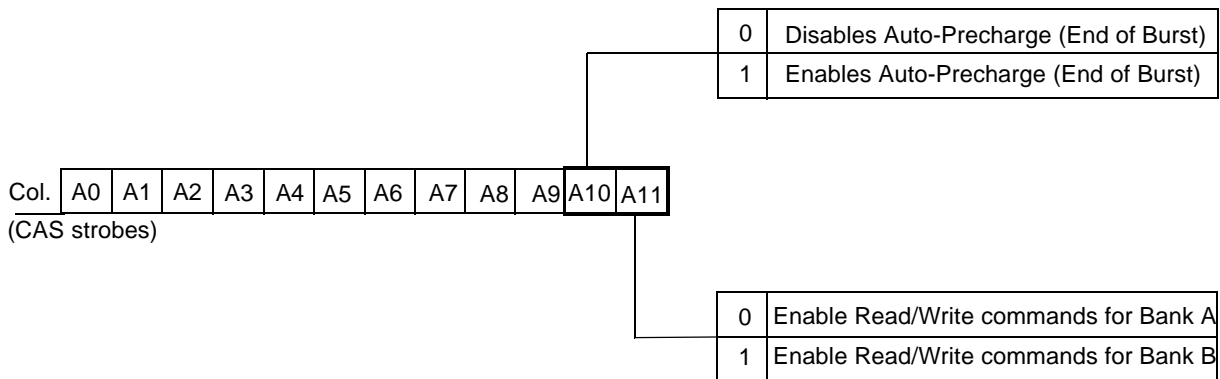 0 Disables Auto-Precharge (End of Burst)
1 Enables Auto-Precharge (End of Burst)
Col. A0 A1 A2 A3 A4 A5 A6 A7 A8 A9 A10 A11
(CAS strobes)
0 Enable Read/Write commands for Bank A
1 Enable Read/Write commands for Bank B